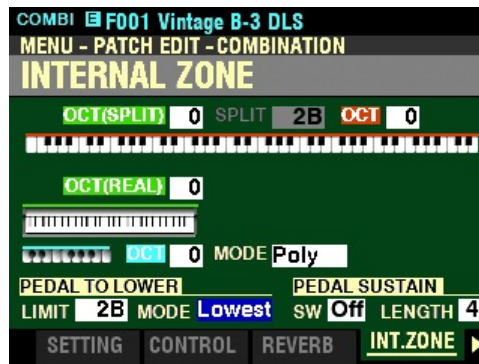 COMBI E F001 Vintage B-3 DLS
MENU - PATCH EDIT - COMBINATION
INTERNAL ZONE
OCT(SPLIT) 0 SPLIT 2B OCT 0
OCT(REAL) 0
OCT 0 MODE Poly
PEDAL TO LOWER PEDAL SUSTAIN
LIMIT 2B MODE Lowest SW Off LENGTH 4
SETTING CONTROL REVERB INT.ZONE